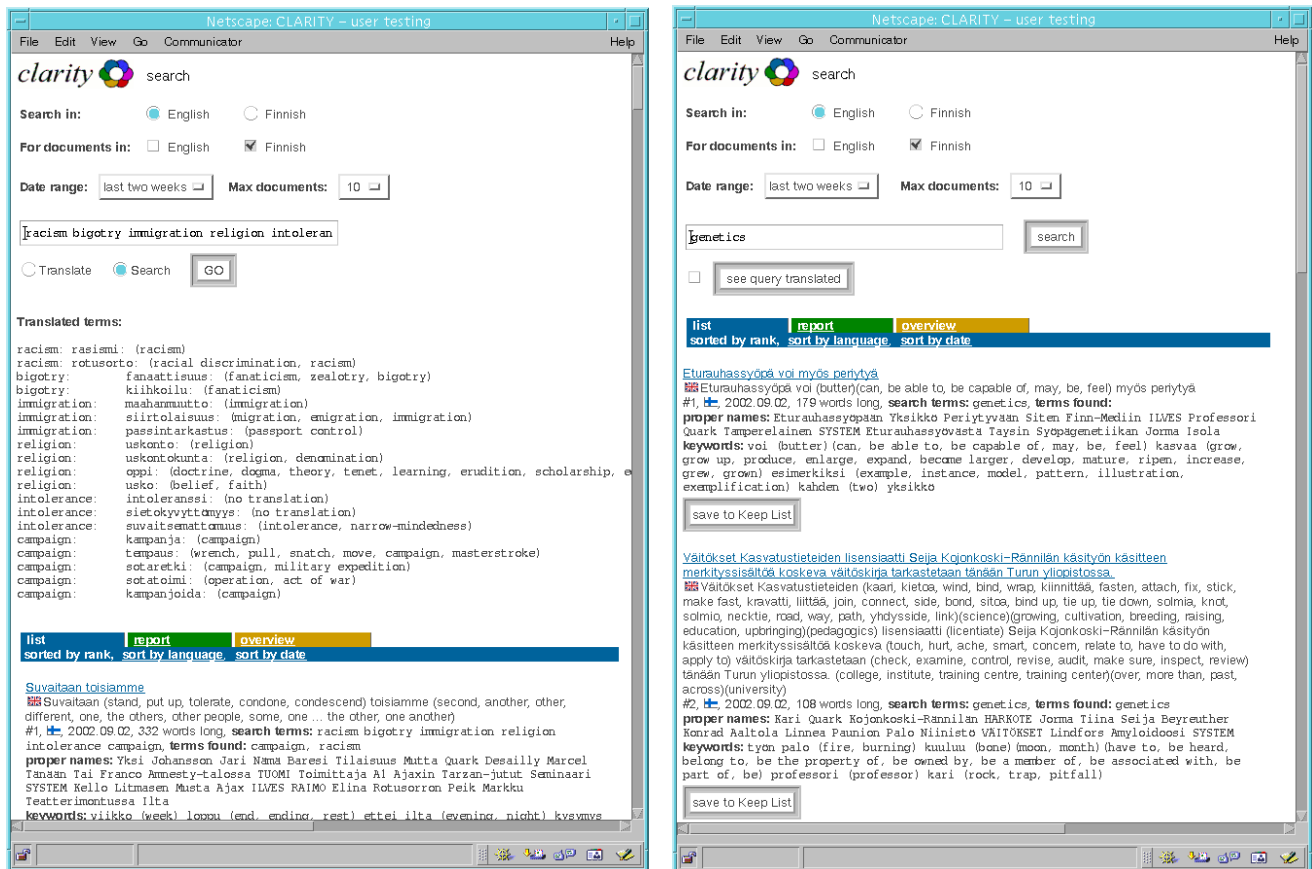 Netscape: CLARITY – user testing
File Edit View Go Communicator Help
clarity search
Search in: English Finnish
For documents in: English Finnish
Date range: last two weeks Max documents: 10
racism bigotry immigration religion intoleran
Translate Search GO
Translated terms:
racism: rasismi: (racism)
racism: rotusorto: (racial discrimination, racism)
bigotry: fanaattisuus: (fanaticism, zealotry, bigotry)
bigotry: kiihkoilu: (fanaticism)
immigration: maahanmuutto: (immigration)
immigration: siirtolaisuus: (migration, emigration, immigration)
immigration: passintarkastus: (passport control)
religion: uskonto: (religion)
religion: uskontokunta: (religion, denomination)
religion: oppi: (doctrine, dogma, theory, tenet, learning, erudition, scholarship, e
religion: usko: (belief, faith)
intolerance: intoleranssi: (no translation)
intolerance: sietokyvyttömyys: (no translation)
intolerance: suvaitsemattomuus: (intolerance, narrow-mindedness)
campaign: kampanja: (campaign)
campaign: tempaus: (wrench, pull, snatch, move, campaign, masterstroke)
campaign: sotaretki: (campaign, military expedition)
campaign: sotatoimi: (operation, act of war)
campaign: kampanjoida: (campaign)
list report overview
sorted by rank, sort by language, sort by date
Suvaitaan toisiamme
Suvaitaan (stand, put up, tolerate, condone, condescend) toisiamme (second, another, other,
different, one, the others, other people, some, one ... the other, one another)
#1, 2002.09.02, 332 words long, search terms: racism bigotry immigration religion
intolerance campaign, terms found: campaign, racism
proper names: Yksi Johansson Jari Nama Baresi Tilaisuus Mutta Quark Desailly Marcel
Tanaan Tai Franco Amnesty-talossa TUOMI Toimittaja Al Ajaxin Tarzan-jutut Seminaari
SYSTEM Kello Litmasen Musta Ajax ILVES RAIMO Elina Rotusorron Peik Markku
Teatterimontussa Ilta
keywords: viikko (week) loppu (end, ending, rest) ettei ilta (evening, night) kysymys
Netscape: CLARITY – user testing
File Edit View Go Communicator Help
clarity search
Search in: English Finnish
For documents in: English Finnish
Date range: last two weeks Max documents: 10
genetics search
see query translated
list report overview
sorted by rank, sort by language, sort by date
Eturauhassyöpä voi myös periytyä
Eturauhassyöpä voi (butter)(can, be able to, be capable of, may, be, feel) myös periytyä
#1, 2002.09.02, 179 words long, search terms: genetics, terms found:
proper names: Eturauhassyöpään Yksikkö Periytyvään Siten Finn-Mediin ILVES Professori
Quark Tamperelainen SYSTEM Eturauhassyövasta Taysin Syöpägenetiikan Jorma Isola
keywords: voi (butter) (can, be able to, be capable of, may, be, feel) kasvaa (grow,
grow up, produce, enlarge, expand, become larger, develop, mature, ripen, increase,
grew, grown) esimerkiksi (example, instance, model, pattern, illustration,
exemplification) kahden (two) yksikkö
save to Keep List
Väitökset Kasvatustieteiden lisensiaatti Seija Kojonkoski–Rännilän käsityön käsitteen
merkityssisältöä koskeva väitöskirja tarkastetaan tänään Turun yliopistossa.
Väitökset Kasvatustieteiden (kaari, kietoa, wind, bind, wrap, kiinnittää, fasten, attach, fix, stick,
make fast, kravatti, liittää, join, connect, side, bond, sitoa, bind up, tie up, tie down, solmia, knot,
solmio, necktie, road, way, path, yhdysside, link)(science)(growing, cultivation, breeding, raising,
education, upbringing)(pedagogics) lisensiaatti (licentiate) Seija Kojonkoski–Rännilän käsityön
käsitteen merkityssisältöä koskeva (touch, hurt, ache, smart, concern, relate to, have to do with,
apply to) väitöskirja tarkastetaan (check, examine, control, revise, audit, make sure, inspect, review)
tänään Turun yliopistossa. (college, institute, training centre, training center)(over, more than, past,
across)(university)
#2, 2002.09.02, 108 words long, search terms: genetics, terms found: genetics
proper names: Kari Quark Kojonkoski-Rannilan HARKOTE Jorma Tiina Seija Beyreuther
Konrad Aaltola Linnea Paunion Palo Niinistö VÄITÖKSET Lindfors Amyloidoosi SYSTEM
keywords: työn palo (fire, burning) kuuluu (bone) (moon, month) (have to, be heard,
belong to, be the property of, be owned by, be a member of, be associated with, be
part of, be) professori (professor) kari (rock, trap, pitfall)
save to Keep List